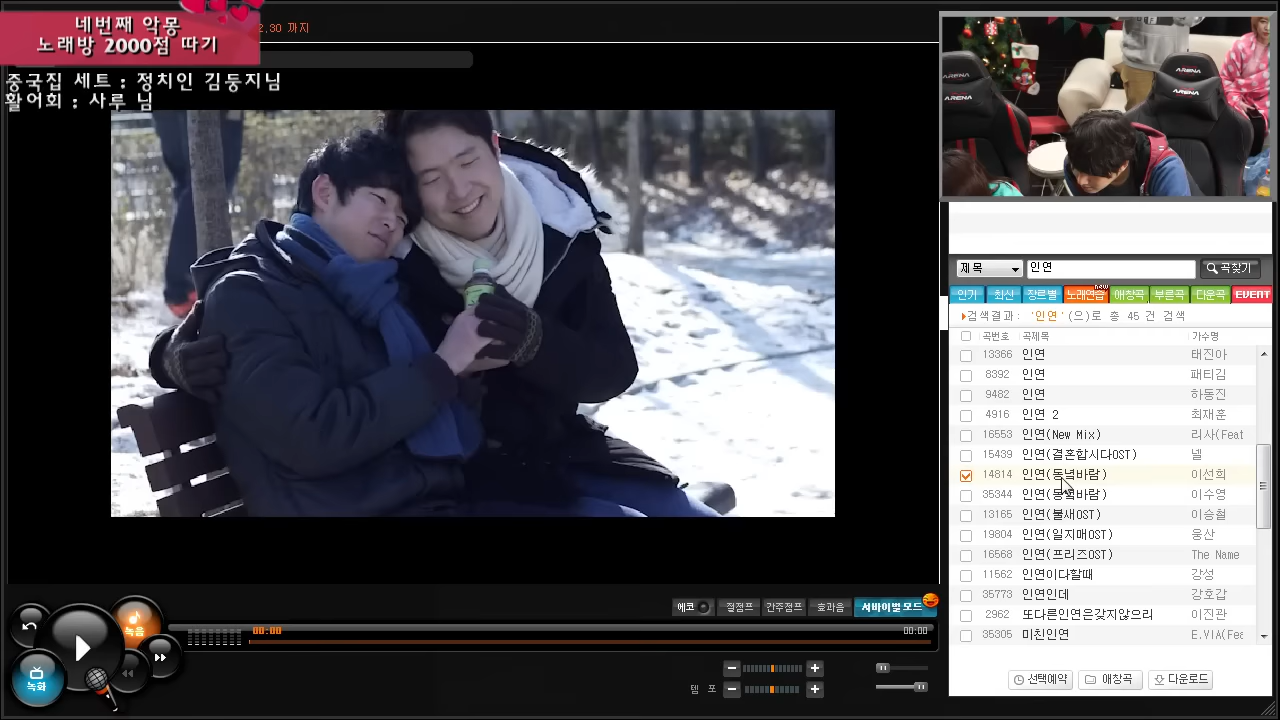 네번째 악몽
노래방 2000점 따기
2,30 까지
중국집 세트 : 정치인 김둥지님
활어회 : 사루 님
ARENA
ARENA
ARENA
ARENA
제목 인연 곡찾기
인기 최신 장르별 노래연습 new 애창곡 부른곡 다운곡 EVENT
검색결과: '인연'(으)로 총 45 건 검색
곡번호 곡제목 가수명
13366 인연 태진아
8392 인연 패티김
9482 인연 하동진
4916 인연 2 최재훈
16553 인연(New Mix) 리사(Feat
15439 인연(결혼합시다OST) 넬
14814 인연(동녘바람) 이선희
35344 인연(동녘바람) 이수영
13165 인연(불새OST) 이승철
19804 인연(일지매OST) 웅산
16568 인연(프리즈OST) The Name
11562 인연이다할때 강성
35773 인연인데 강호갑
2962 또다른인연은갖지않으리 이진관
35305 미친인연 E.VIA(Fea
선택예약 애창곡 다운로드
에코 절점프 간주점프 효과음 서바이벌 모드
녹음
00:00 00:00
녹화
템 포